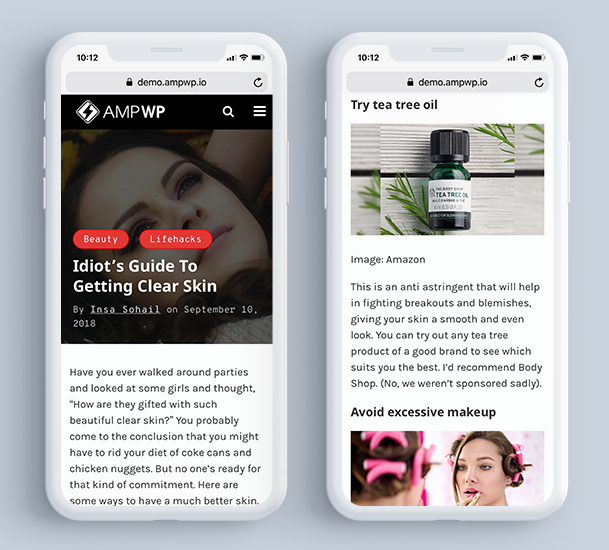 10:12
demo.ampwp.io
AMPWP
Beauty
Lifehacks
Idiot's Guide To
Getting Clear Skin
By Insa Sohail on September 10,
2018
Have you ever walked around parties
and looked at some girls and thought,
"How are they gifted with such
beautiful clear skin?" You probably
come to the conclusion that you might
have to rid your diet of coke cans and
chicken nuggets. But no one's ready for
that kind of commitment. Here are
some ways to have a much better skin.
10:12
demo.ampwp.io
Try tea tree oil
THE BODY SHOP
TEA TREE OIL
Image: Amazon
This is an anti astringent that will help
in fighting breakouts and blemishes,
giving your skin a smooth and even
look. You can try out any tea tree
product of a good brand to see which
suits you the best. I'd recommend Body
Shop. (No, we weren't sponsored sadly).
Avoid excessive makeup